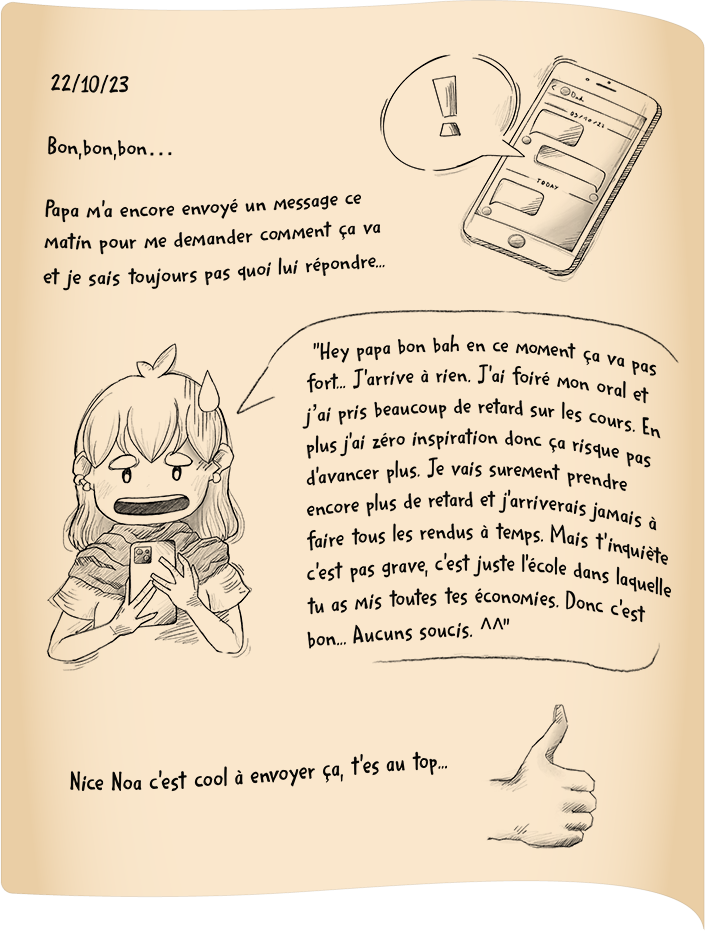 22/10/23
Bon,bon,bon...
Papa m'a encore envoyé un message ce
matin pour me demander comment ça va
et je sais toujours pas quoi lui répondre...
!
Dah
TODAY
"Hey papa bon bah en ce moment ça va pas
fort... J'arrive à rien. J'ai foiré mon oral et
j'ai pris beaucoup de retard sur les cours. En
plus j'ai zéro inspiration donc ça risque pas
d'avancer plus. Je vais surement prendre
encore plus de retard et j'arriverais jamais à
faire tous les rendus à temps. Mais t'inquiète
c'est pas grave, c'est juste l'école dans laquelle
tu as mis toutes tes économies. Donc c'est
bon... Aucuns soucis. ^^"
Nice Noa c'est cool à envoyer ça, t'es au top...